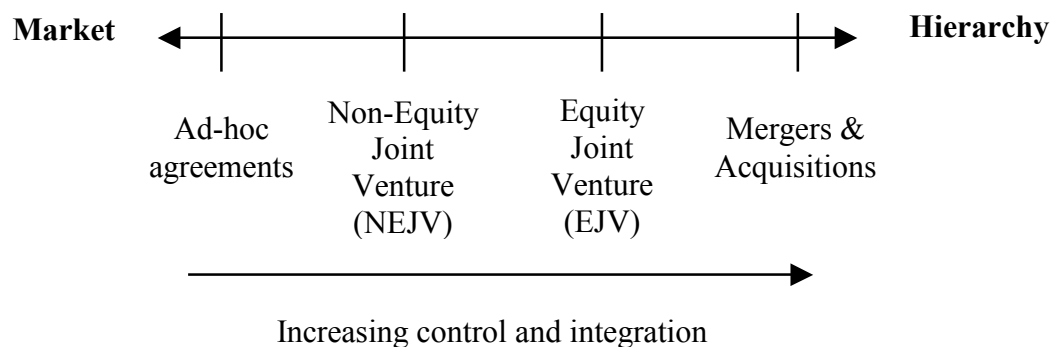 Market
Hierarchy
Ad-hoc
agreements
Non-Equity
Joint
Venture
(NEJV)
Equity
Joint
Venture
(EJV)
Mergers &
Acquisitions
Increasing control and integration